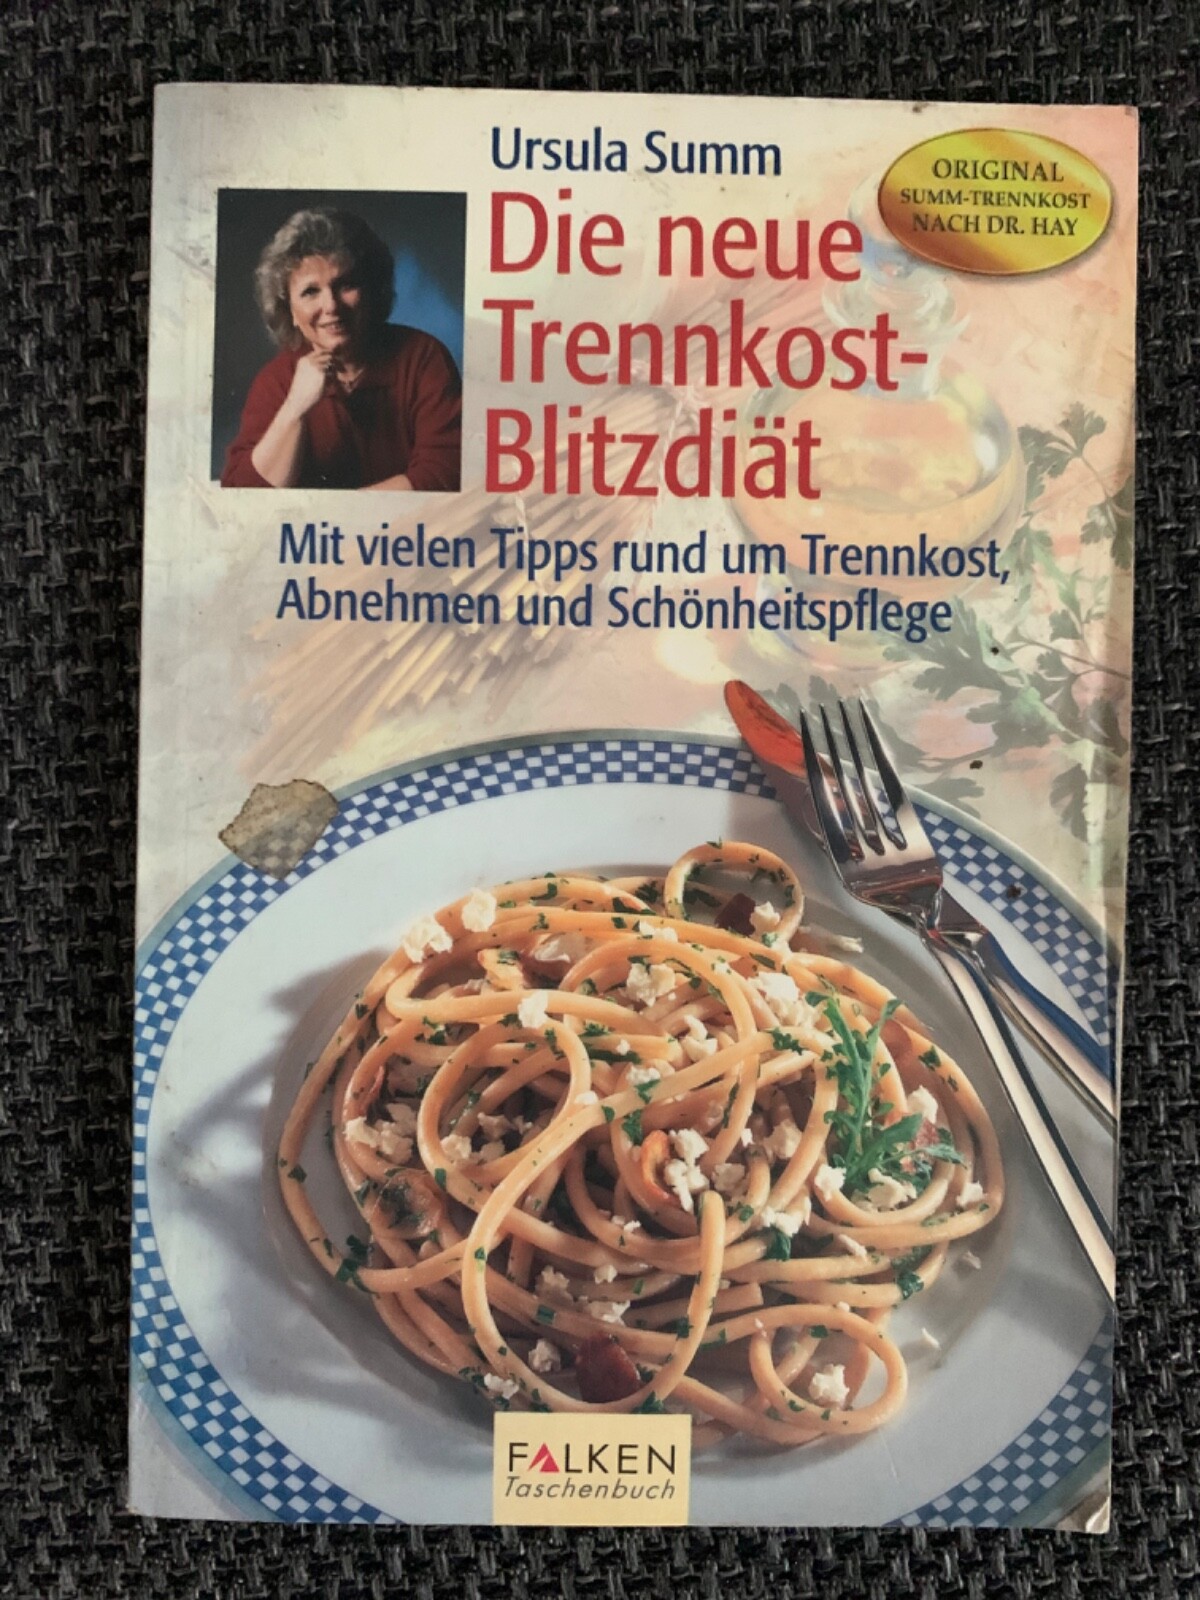 Ursula Summ
Die neue
Trennkost-
Blitzdiät
ORIGINAL
SUMM-TRENNKOST
NACH DR. HAY
Mit vielen Tipps rund um Trennkost,
Abnehmen und Schönheitspflege
FALKEN
Taschenbuch